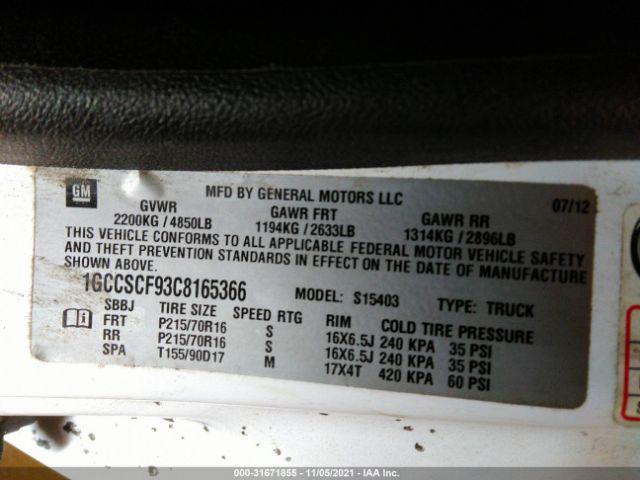 GM
MFD BY GENERAL MOTORS LLC
07/12
GVWR GAWR FRT GAWR RR
2200KG / 4850LB 1194KG / 2633LB 1314KG / 2896LB
THIS VEHICLE CONFORMS TO ALL APPLICABLE FEDERAL MOTOR VEHICLE SAFETY
AND THEFT PREVENTION STANDARDS IN EFFECT ON THE DATE OF MANUFACTURE
SHOWN ABOVE.
1GCCSCF93C8165366 MODEL: S15403 TYPE: TRUCK
SBBJ TIRE SIZE SPEED RTG RIM COLD TIRE PRESSURE
FRT P215/70R16 S 16X6.5J 240 KPA 35 PSI
RR P215/70R16 S 16X6.5J 240 KPA 35 PSI
SPA T155/90D17 M 17X4T 420 KPA 60 PSI
000-31671855 - 11/05/2021 - IAA Inc.